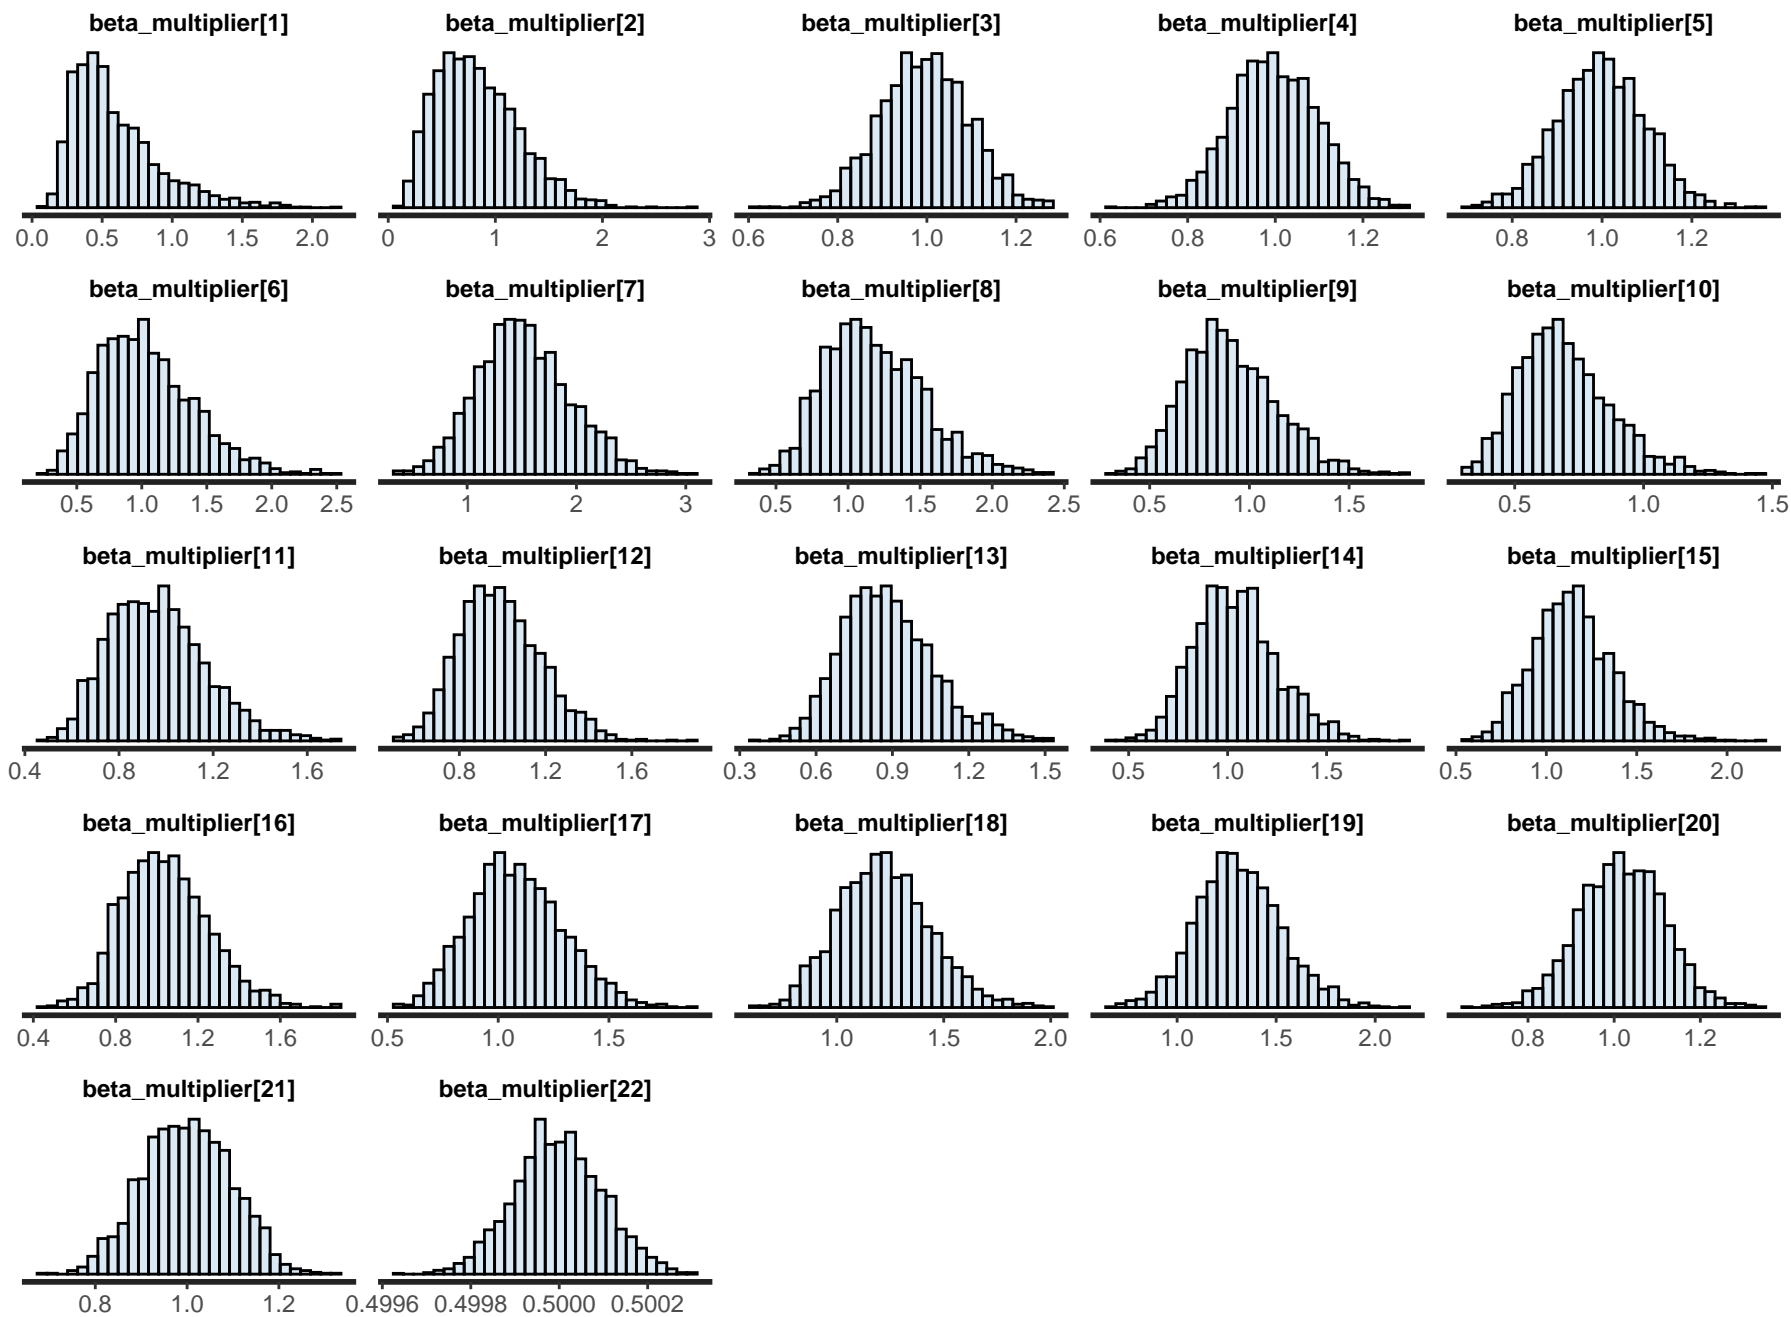 beta_multiplier[1] beta_multiplier[2] beta_multiplier[3] beta_multiplier[4] beta_multiplier[5]
0.0 0.5 1.0 1.5 2.0 0 1 2 3 0.6 0.8 1.0 1.2 0.6 0.8 1.0 1.2 0.8 1.0 1.2
beta_multiplier[6] beta_multiplier[7] beta_multiplier[8] beta_multiplier[9] beta_multiplier[10]
0.5 1.0 1.5 2.0 2.5 1 2 3 0.5 1.0 1.5 2.0 2.5 0.5 1.0 1.5 0.5 1.0 1.5
beta_multiplier[11] beta_multiplier[12] beta_multiplier[13] beta_multiplier[14] beta_multiplier[15]
0.4 0.8 1.2 1.6 0.8 1.2 1.6 0.3 0.6 0.9 1.2 1.5 0.5 1.0 1.5 0.5 1.0 1.5 2.0
beta_multiplier[16] beta_multiplier[17] beta_multiplier[18] beta_multiplier[19] beta_multiplier[20]
0.4 0.8 1.2 1.6 0.5 1.0 1.5 1.0 1.5 2.0 1.0 1.5 2.0 0.8 1.0 1.2
beta_multiplier[21] beta_multiplier[22]
0.8 1.0 1.2 0.4996 0.4998 0.5000 0.5002